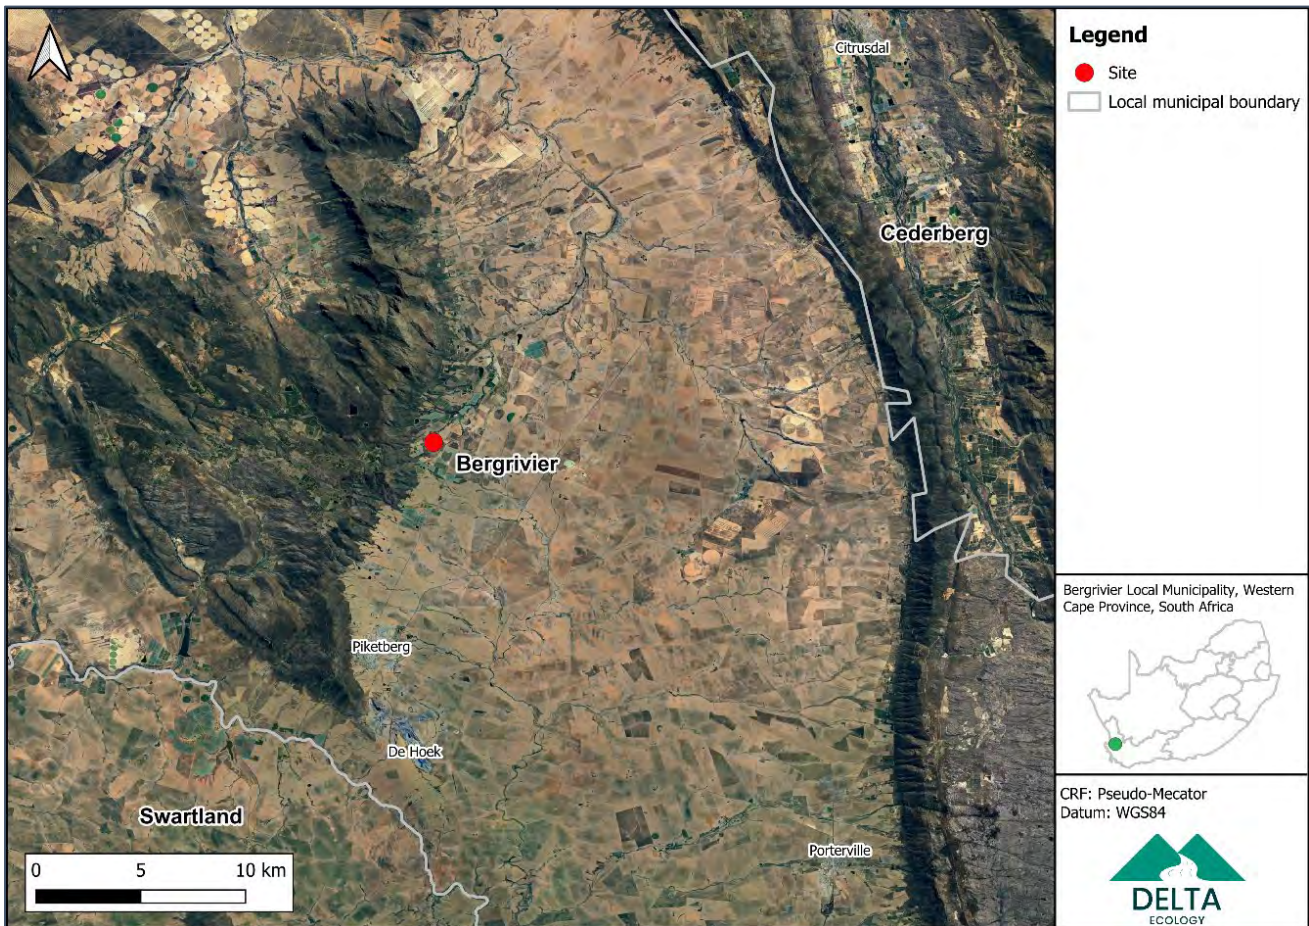 Citrusdal
Cederberg
Bergrivier
Piketberg
De Hoek
Swartland
Porterville
0 5 10 km
Legend
Site
Local municipal boundary
Bergrivier Local Municipality, Western
Cape Province, South Africa
CRF: Pseudo-Mecator
Datum: WGS84
DELTA
ECOLOGY